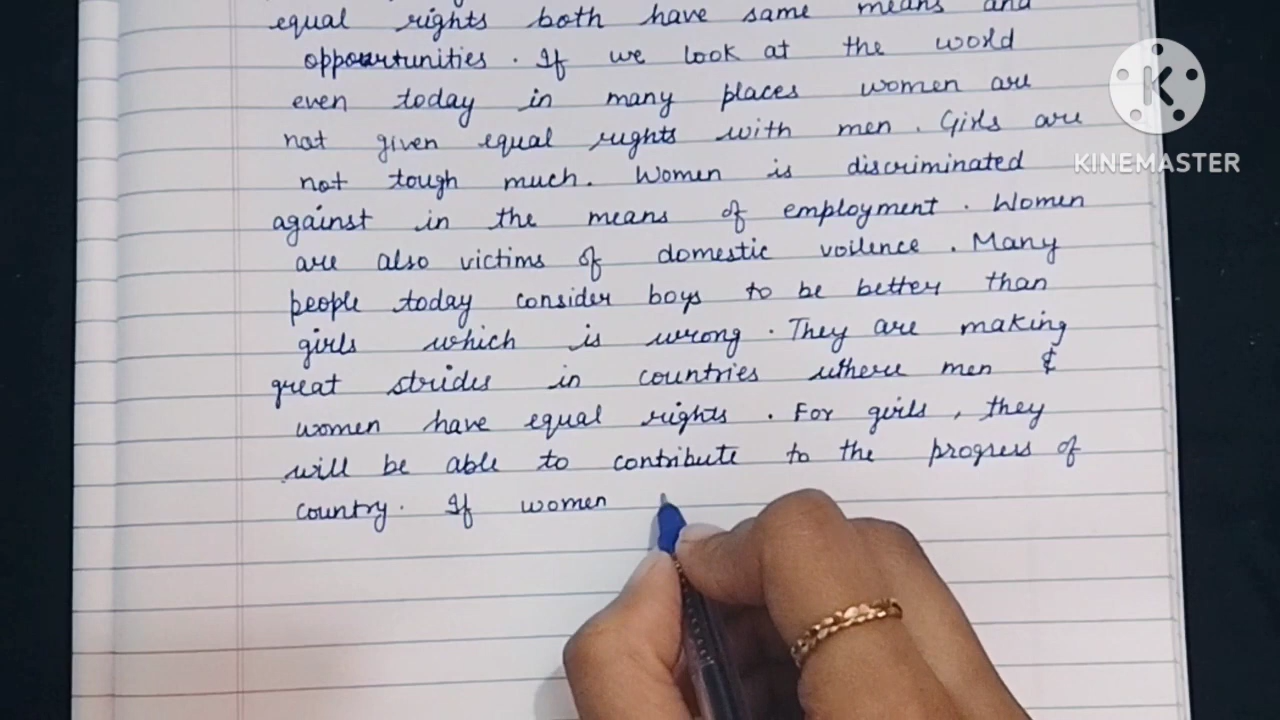 equal rights both have same means and
oppourtunities . If we look at the world
even today in many places women are
not given equal rights with men . Girls are
not tough much. Women is discriminated
against in the means of employment . Women
are also victims of domestic voilence . Many
people today consider boys to be better than
girls which is wrong . They are making
great strides in countries where men &
women have equal rights . For girls , they
will be able to contribute to the progress of
country. If women
K
KINEMASTER